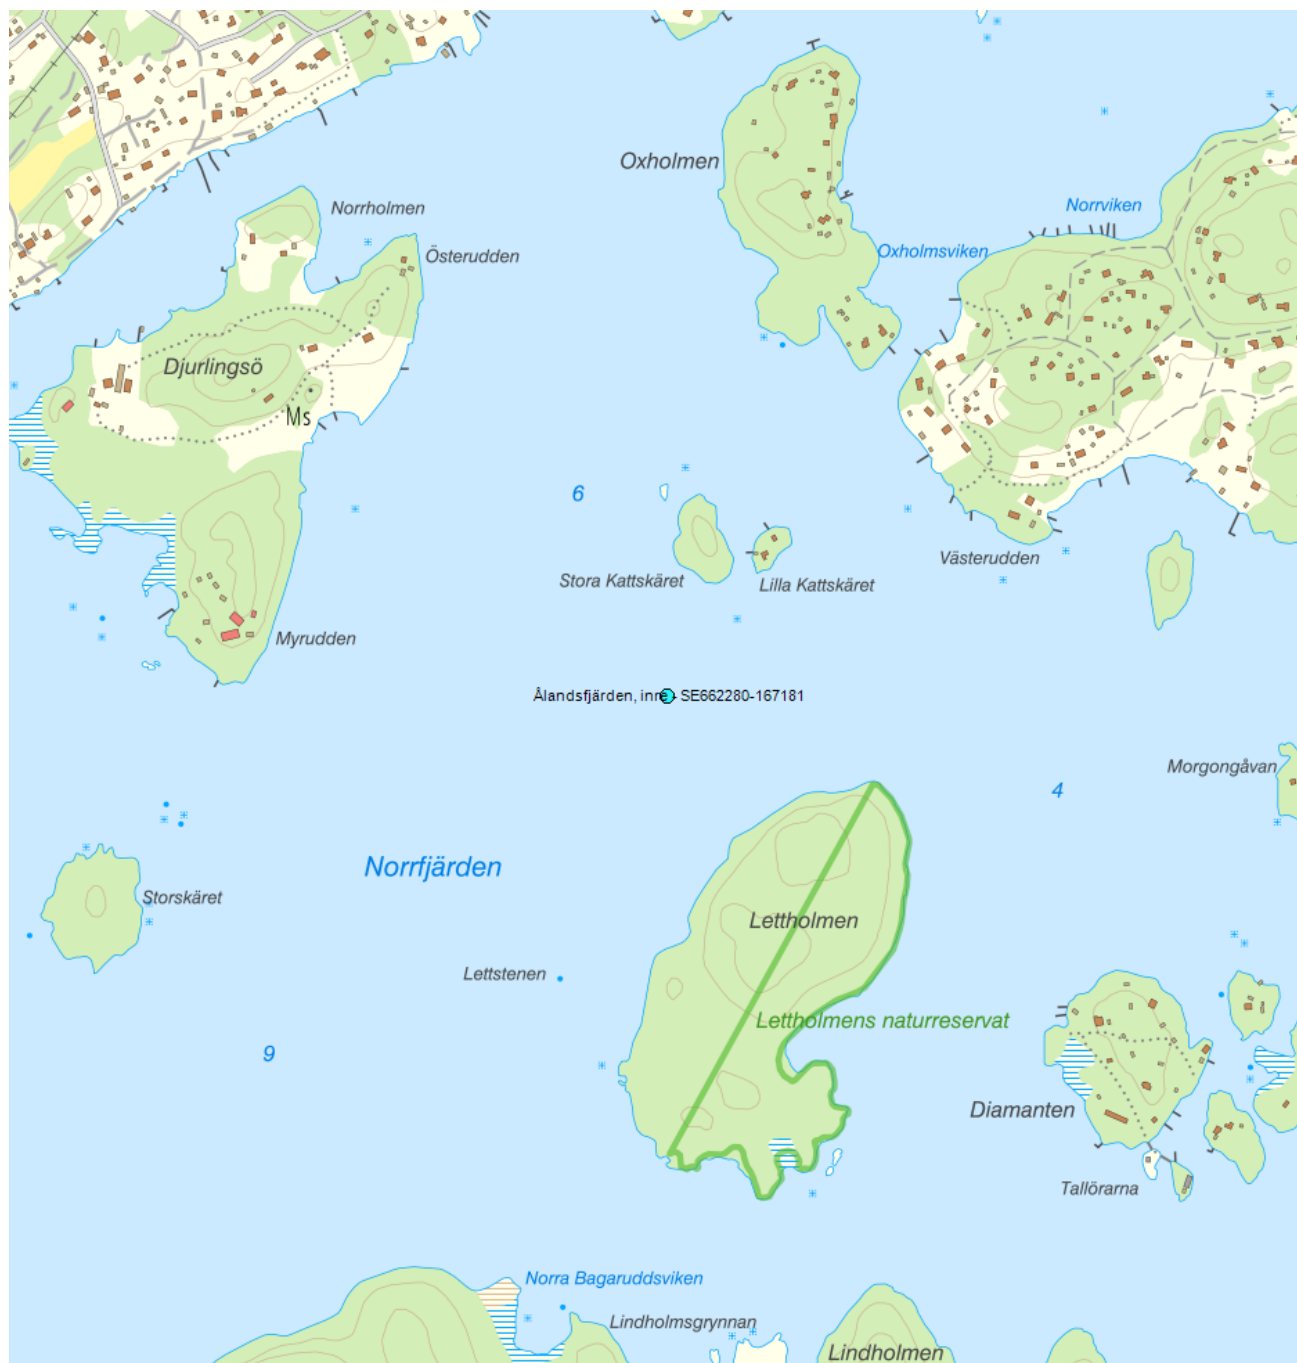 Oxholmen
Norrholmen
Norrviken
Österudden
Oxholmsviken
Djurlingsö
Ms
6
Västerudden
Stora Kattskäret
Lilla Kattskäret
Myrudden
Ålandsfjärden, inre - SE662280-167181
Morgongåvan
4
Norrfjärden
Storskäret
Lettholmen
Lettstenen
Lettholmens naturreservat
9
Diamanten
Tallörarna
Norra Bagaruddsviken
Lindholmsgrynnan
Lindholmen